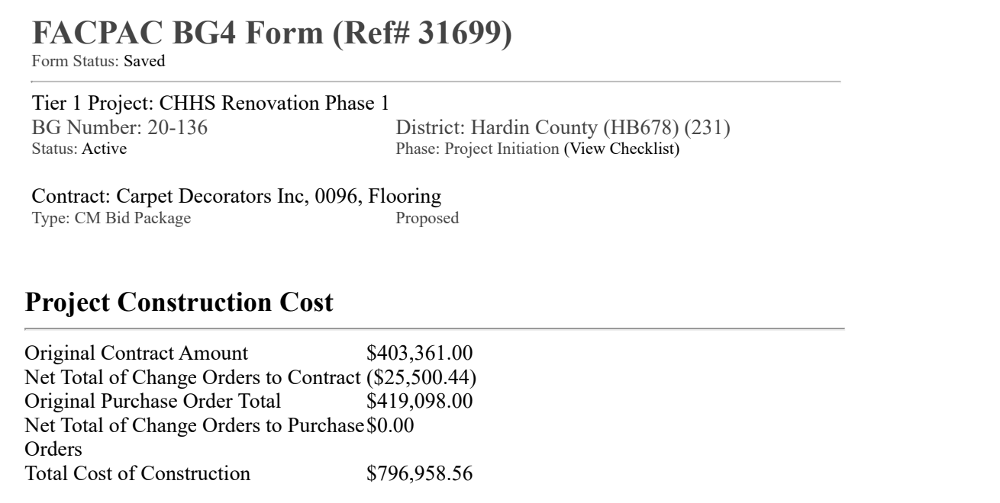 FACPAC BG4 Form (Ref# 31699)
Form Status: Saved
Tier 1 Project: CHHS Renovation Phase 1
BG Number: 20-136 District: Hardin County (HB678) (231)
Status: Active Phase: Project Initiation (View Checklist)
Contract: Carpet Decorators Inc, 0096, Flooring
Type: CM Bid Package Proposed
Project Construction Cost
Original Contract Amount $403,361.00
Net Total of Change Orders to Contract ($25,500.44)
Original Purchase Order Total $419,098.00
Net Total of Change Orders to Purchase $0.00
Orders
Total Cost of Construction $796,958.56